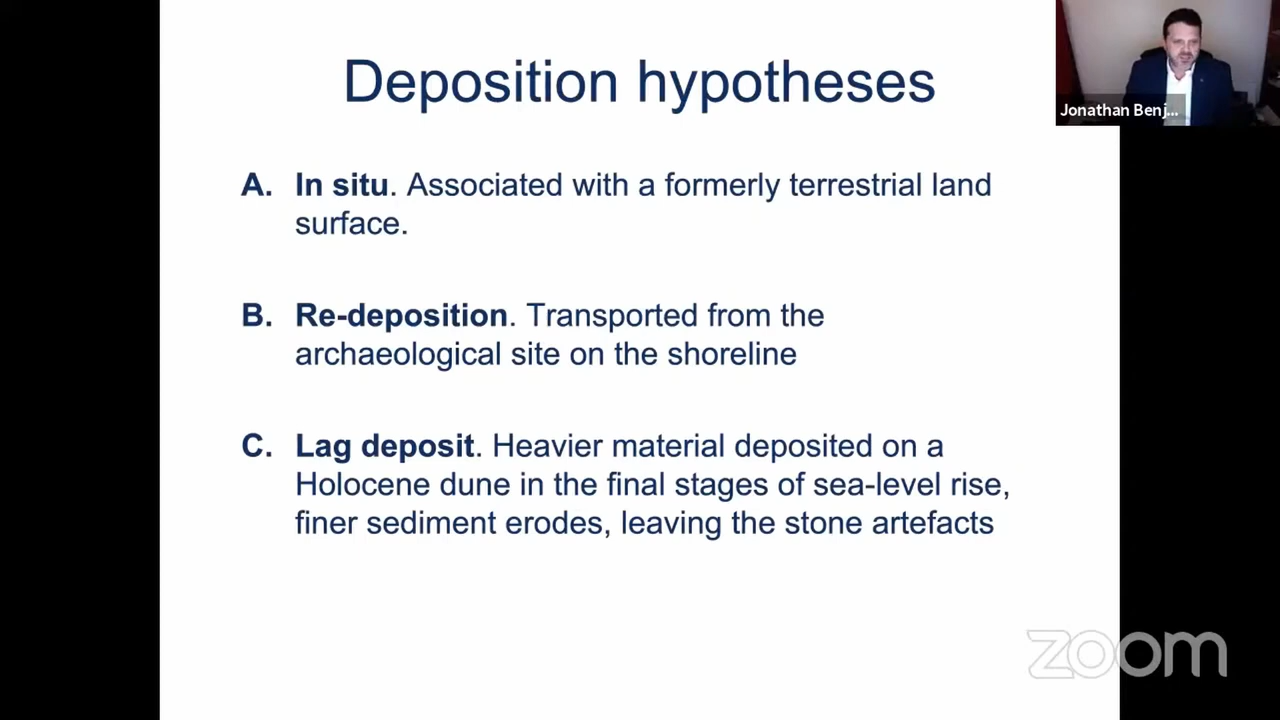 Deposition hypotheses
Jonathan Benj...
A. In situ. Associated with a formerly terrestrial land
surface.
B. Re-deposition. Transported from the
archaeological site on the shoreline
C. Lag deposit. Heavier material deposited on a
Holocene dune in the final stages of sea-level rise,
finer sediment erodes, leaving the stone artefacts
zoom